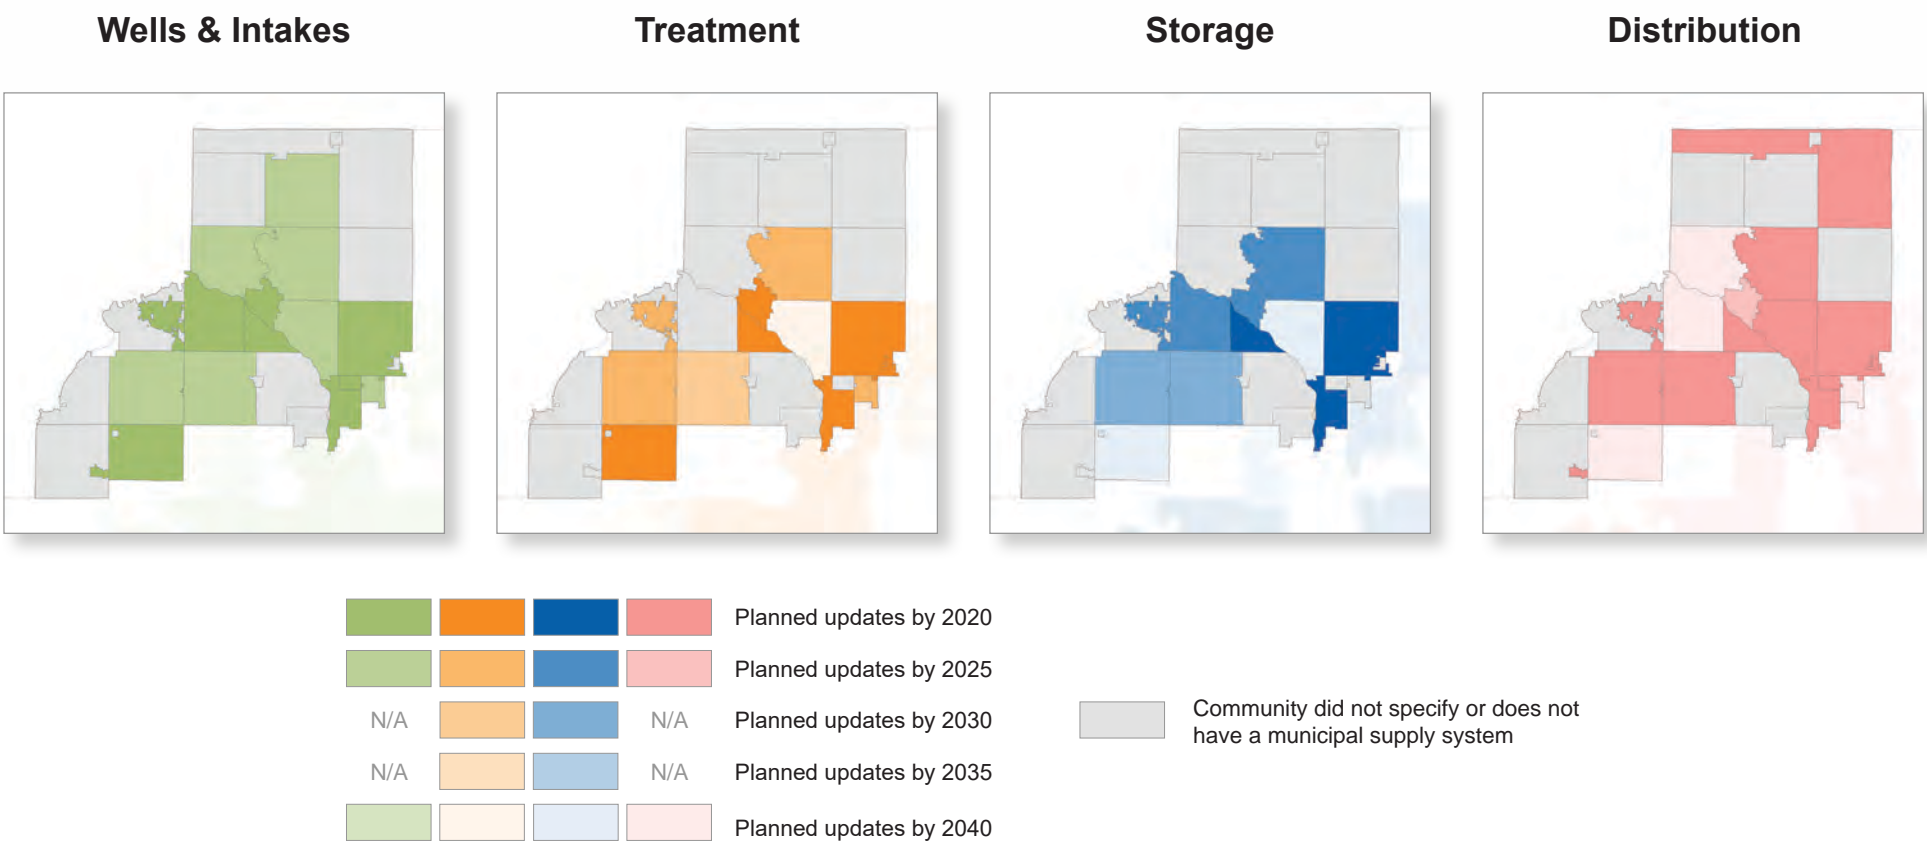 Wells & Intakes
Treatment
Storage
Distribution
Planned updates by 2020
Planned updates by 2025
N/A
N/A
Planned updates by 2030
N/A
N/A
Planned updates by 2035
Planned updates by 2040
Community did not specify or does not
have a municipal supply system